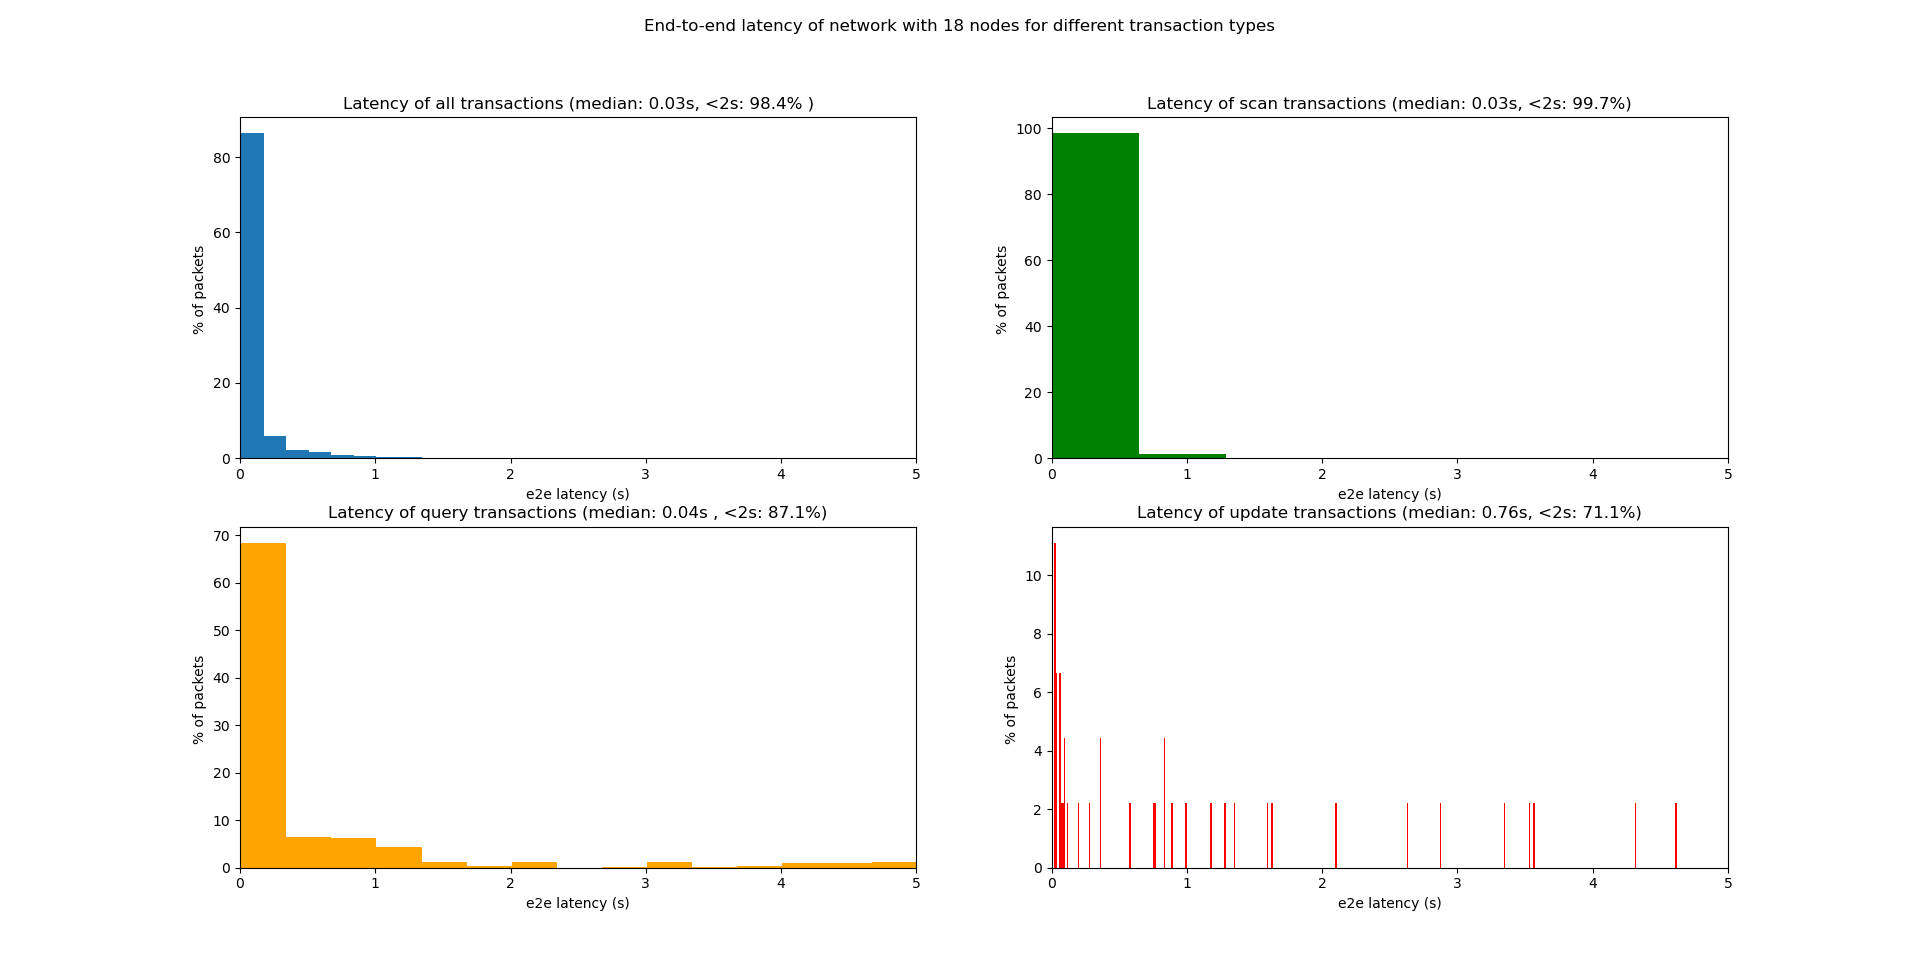 End-to-end latency of network with 18 nodes for different transaction types
Latency of all transactions (median: 0.03s, <2s: 98.4% )
80
60
40
20
0
% of packets
0 1 2 3 4 5
e2e latency (s)
Latency of scan transactions (median: 0.03s, <2s: 99.7%)
100
80
60
40
20
0
% of packets
0 1 2 3 4 5
e2e latency (s)
Latency of query transactions (median: 0.04s , <2s: 87.1%)
70
60
50
40
30
20
10
0
% of packets
0 1 2 3 4 5
e2e latency (s)
Latency of update transactions (median: 0.76s, <2s: 71.1%)
10
8
6
4
2
0
% of packets
0 1 2 3 4 5
e2e latency (s)